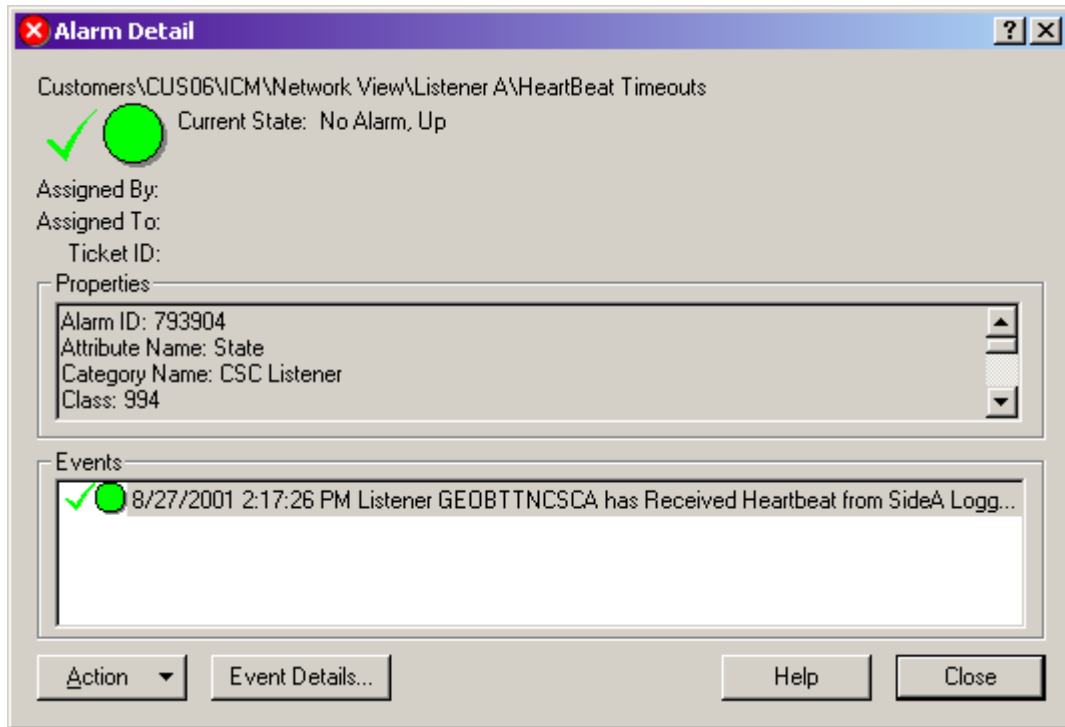 Alarm Detail
Customers\CUS06\ICM\Network View\Listener A\HeartBeat Timeouts
Current State: No Alarm, Up
Assigned By:
Assigned To:
Ticket ID:
Properties
Alarm ID: 793904
Attribute Name: State
Category Name: CSC Listener
Class: 994
Events
8/27/2001 2:17:26 PM Listener GEOBTTNCSCA has Received Heartbeat from SideA Logg...
Action
Event Details...
Help
Close